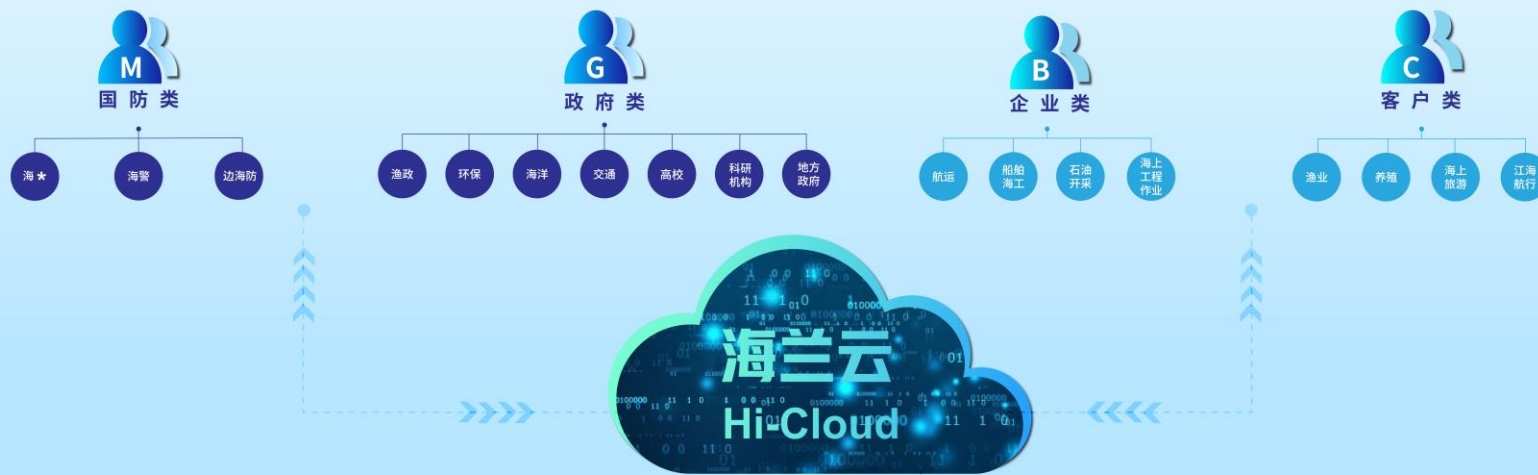 M
国防类
海★
海警
边海防
G
政府类
渔政
环保
海洋
交通
高校
科研
机构
地方
政府
B
企业类
航运
船舶
海工
石油
开采
海上
工程
作业
C
客户类
渔业
养殖
海上
旅游
江海
航行
海兰云
Hi-Cloud